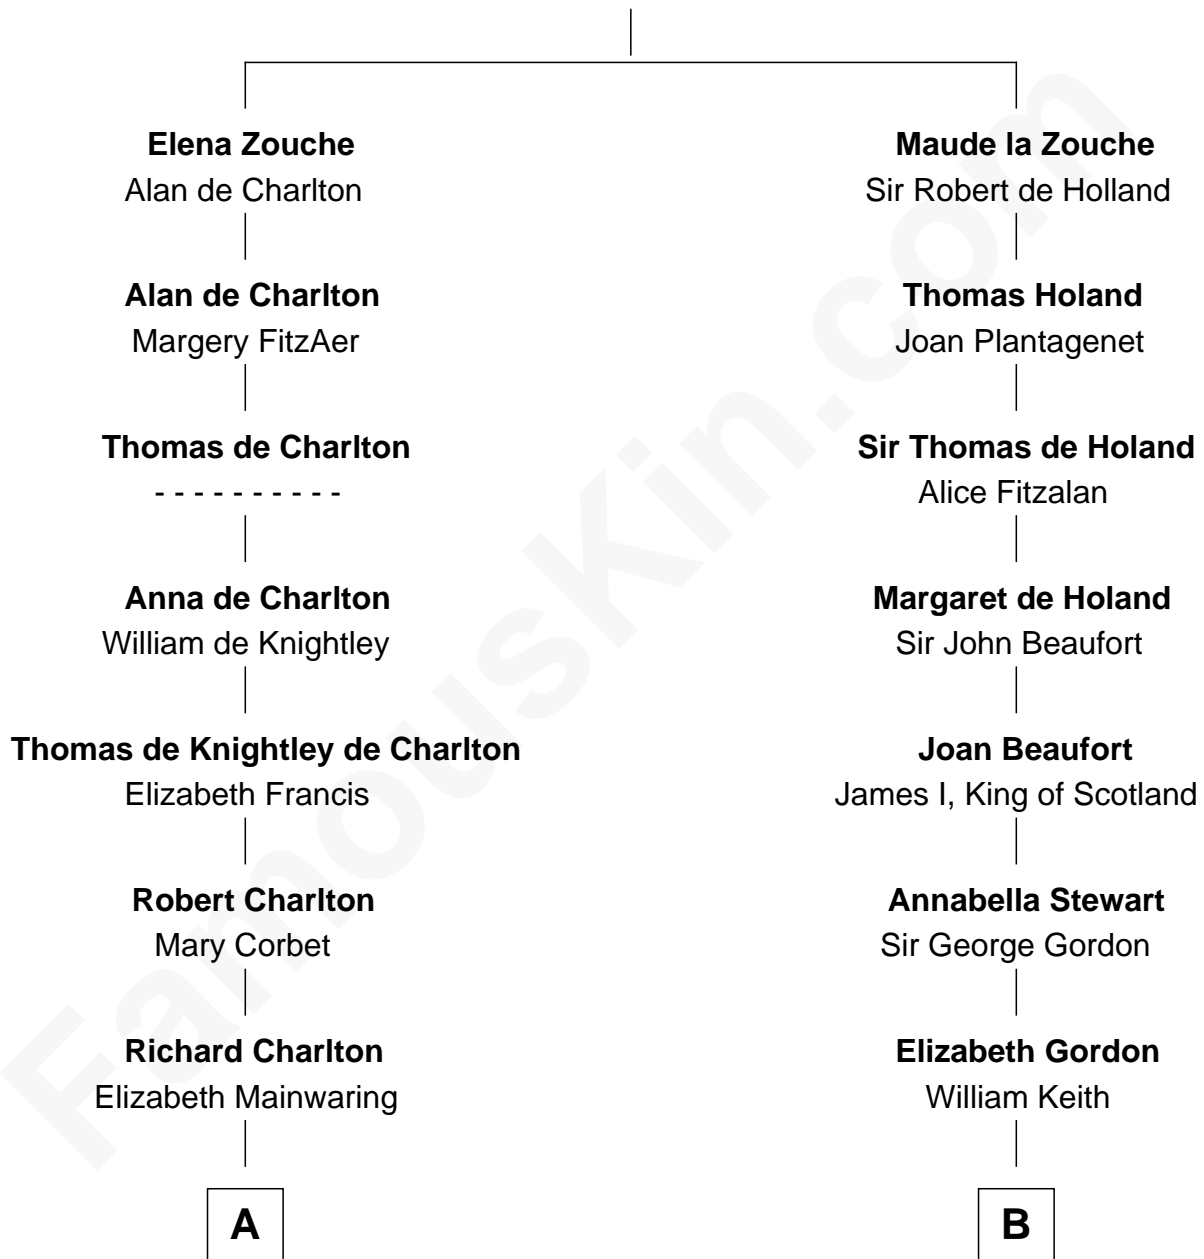 Elena Zouche
Alan de Charlton
Alan de Charlton
Margery FitzAer
Thomas de Charlton
- - - - - - - - - -
Anna de Charlton
William de Knightley
Thomas de Knightley de Charlton
Elizabeth Francis
Robert Charlton
Mary Corbet
Richard Charlton
Elizabeth Mainwaring
A
Maude la Zouche
Sir Robert de Holland
Thomas Holand
Joan Plantagenet
Sir Thomas de Holand
Alice Fitzalan
Margaret de Holand
Sir John Beaufort
Joan Beaufort
James I, King of Scotland
Annabella Stewart
Sir George Gordon
Elizabeth Gordon
William Keith
B
FamousKin.com